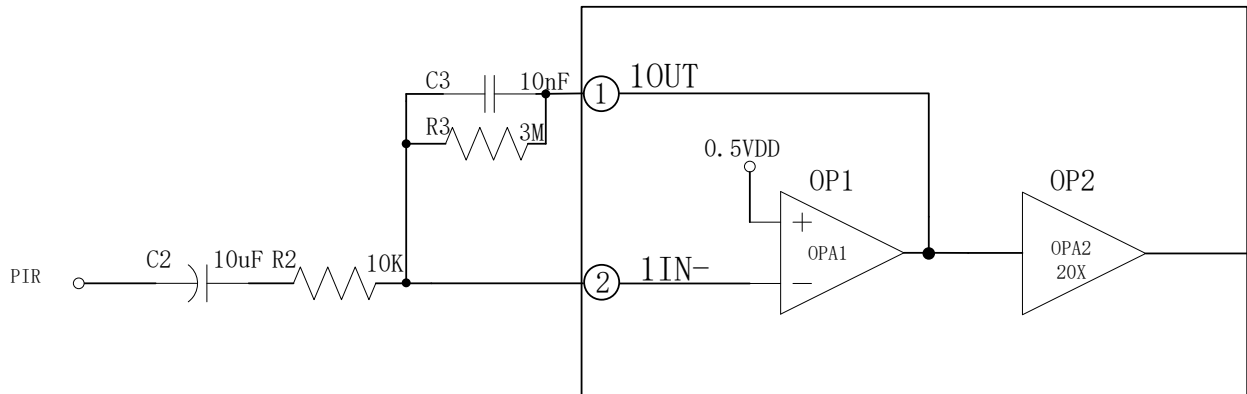 C3 10nF
1 1OUT
R3 3M
0.5VDD
OP1
OP2
+
OPA1
OPA2
20X
C2 10uF R2 10K
PIR
2 1IN-
−